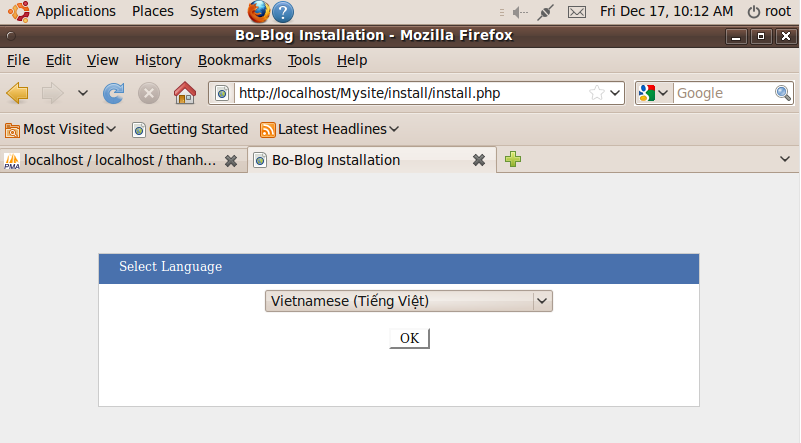 Applications Places System Fri Dec 17, 10:12 AM root
Bo-Blog Installation - Mozilla Firefox
File Edit View History Bookmarks Tools Help
http://localhost/Mysite/install/install.php Google
Most Visited Getting Started Latest Headlines
PMA localhost / localhost / thanh... Bo-Blog Installation
Select Language
Vietnamese (Tiếng Việt)
OK